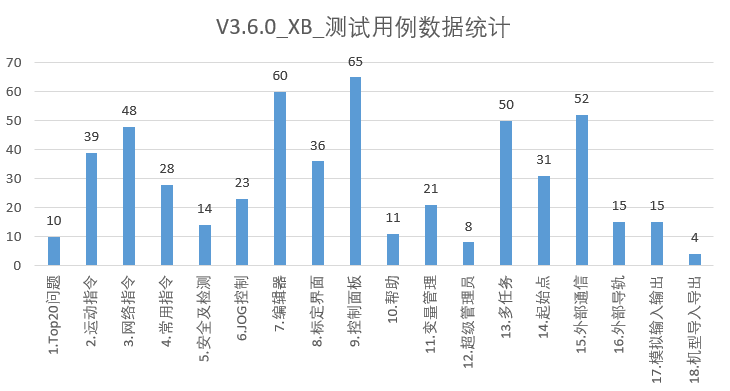 V3.6.0_XB_测试用例数据统计
70
60
50
40
30
20
10
0
10
39
48
28
14
23
60
36
65
11
21
8
50
31
52
15
15
4
1.Top20问题
2.运动指令
3.网络指令
4.常用指令
5.安全及检测
6.JOG控制
7.编辑器
8.标定界面
9.控制面板
10.帮助
11.变量管理
12.超级管理员
13.多任务
14.起始点
15.外部通信
16.外部导轨
17.模拟输入输出
18.机型导入导出